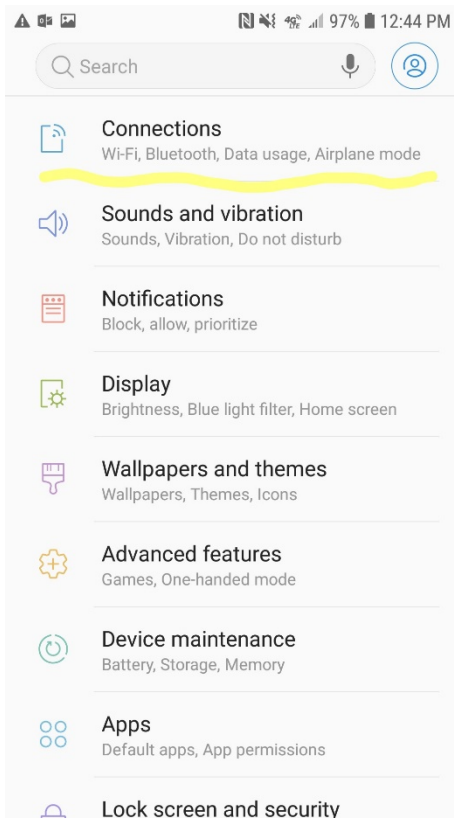 97% 12:44 PM
Search
Connections
Wi-Fi, Bluetooth, Data usage, Airplane mode
Sounds and vibration
Sounds, Vibration, Do not disturb
Notifications
Block, allow, prioritize
Display
Brightness, Blue light filter, Home screen
Wallpapers and themes
Wallpapers, Themes, Icons
Advanced features
Games, One-handed mode
Device maintenance
Battery, Storage, Memory
Apps
Default apps, App permissions
Lock screen and security